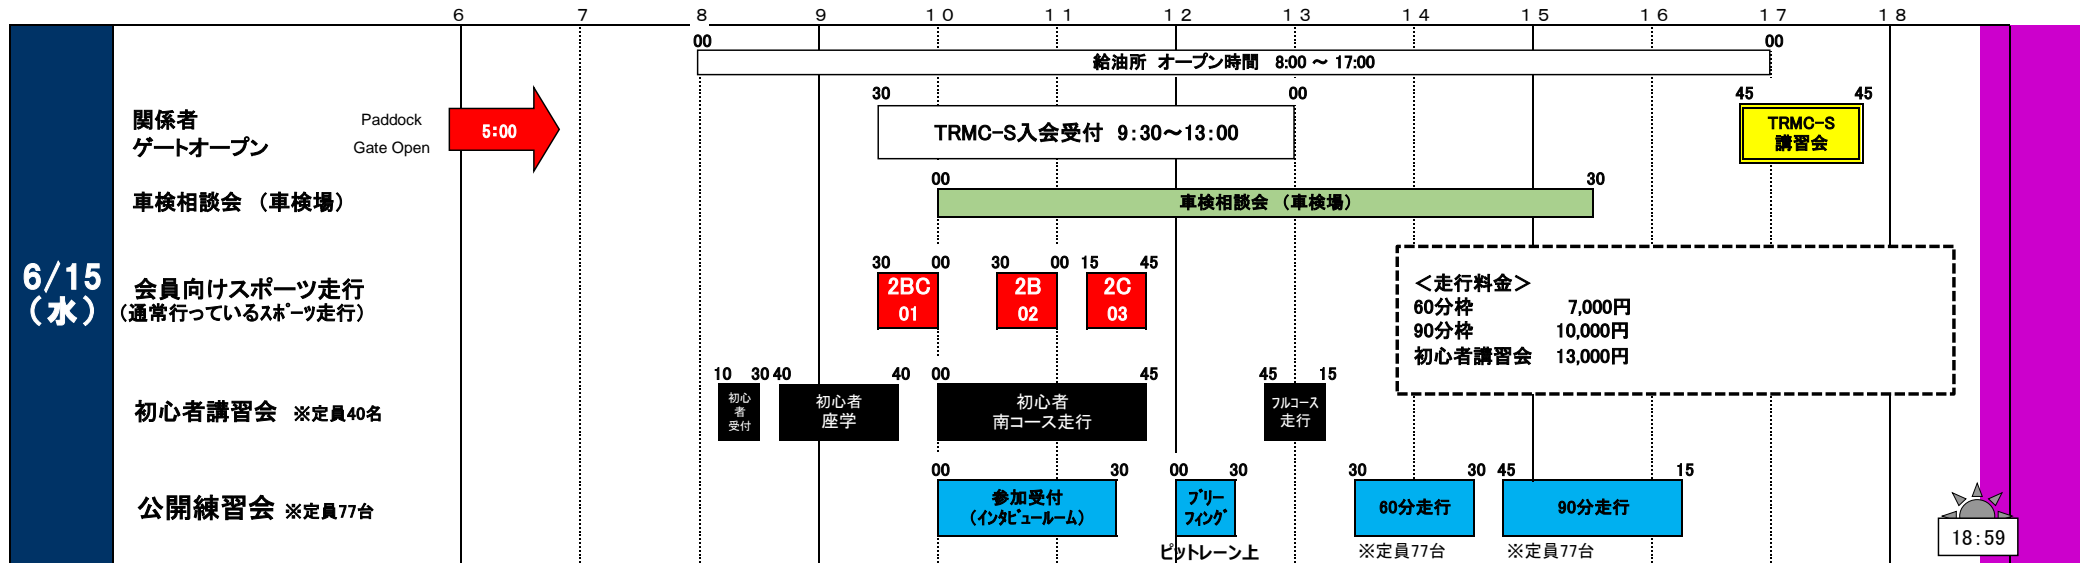 6 7 8 9 10 11 12 13 14 15 16 17 18
00 00
給油所 オープン時間 8:00 ~ 17:00
6/15
(水)
関係者
ゲートオープン
Paddock
Gate Open
5:00
30 00
TRMC-S入会受付 9:30~13:00
45 45
TRMC-S
講習会
車検相談会 (車検場)
00 30
車検相談会 (車検場)
会員向けスポーツ走行
(通常行っているスポーツ走行)
30 00 30 00 15 45
2BC
01
2B
02
2C
03
<走行料金>
60分枠 7,000円
90分枠 10,000円
初心者講習会 13,000円
初心者講習会 ※定員40名
10 30 40 40 00 45 45 15
初心
者
受付
初心者
座学
初心者
南コース走行
フルコース
走行
公開練習会 ※定員77台
00 30 00 30 30 30 45 15
参加受付
(インタビュールーム)
ブリー
フィング
ピットレーン上
60分走行
※定員77台
90分走行
※定員77台
18:59